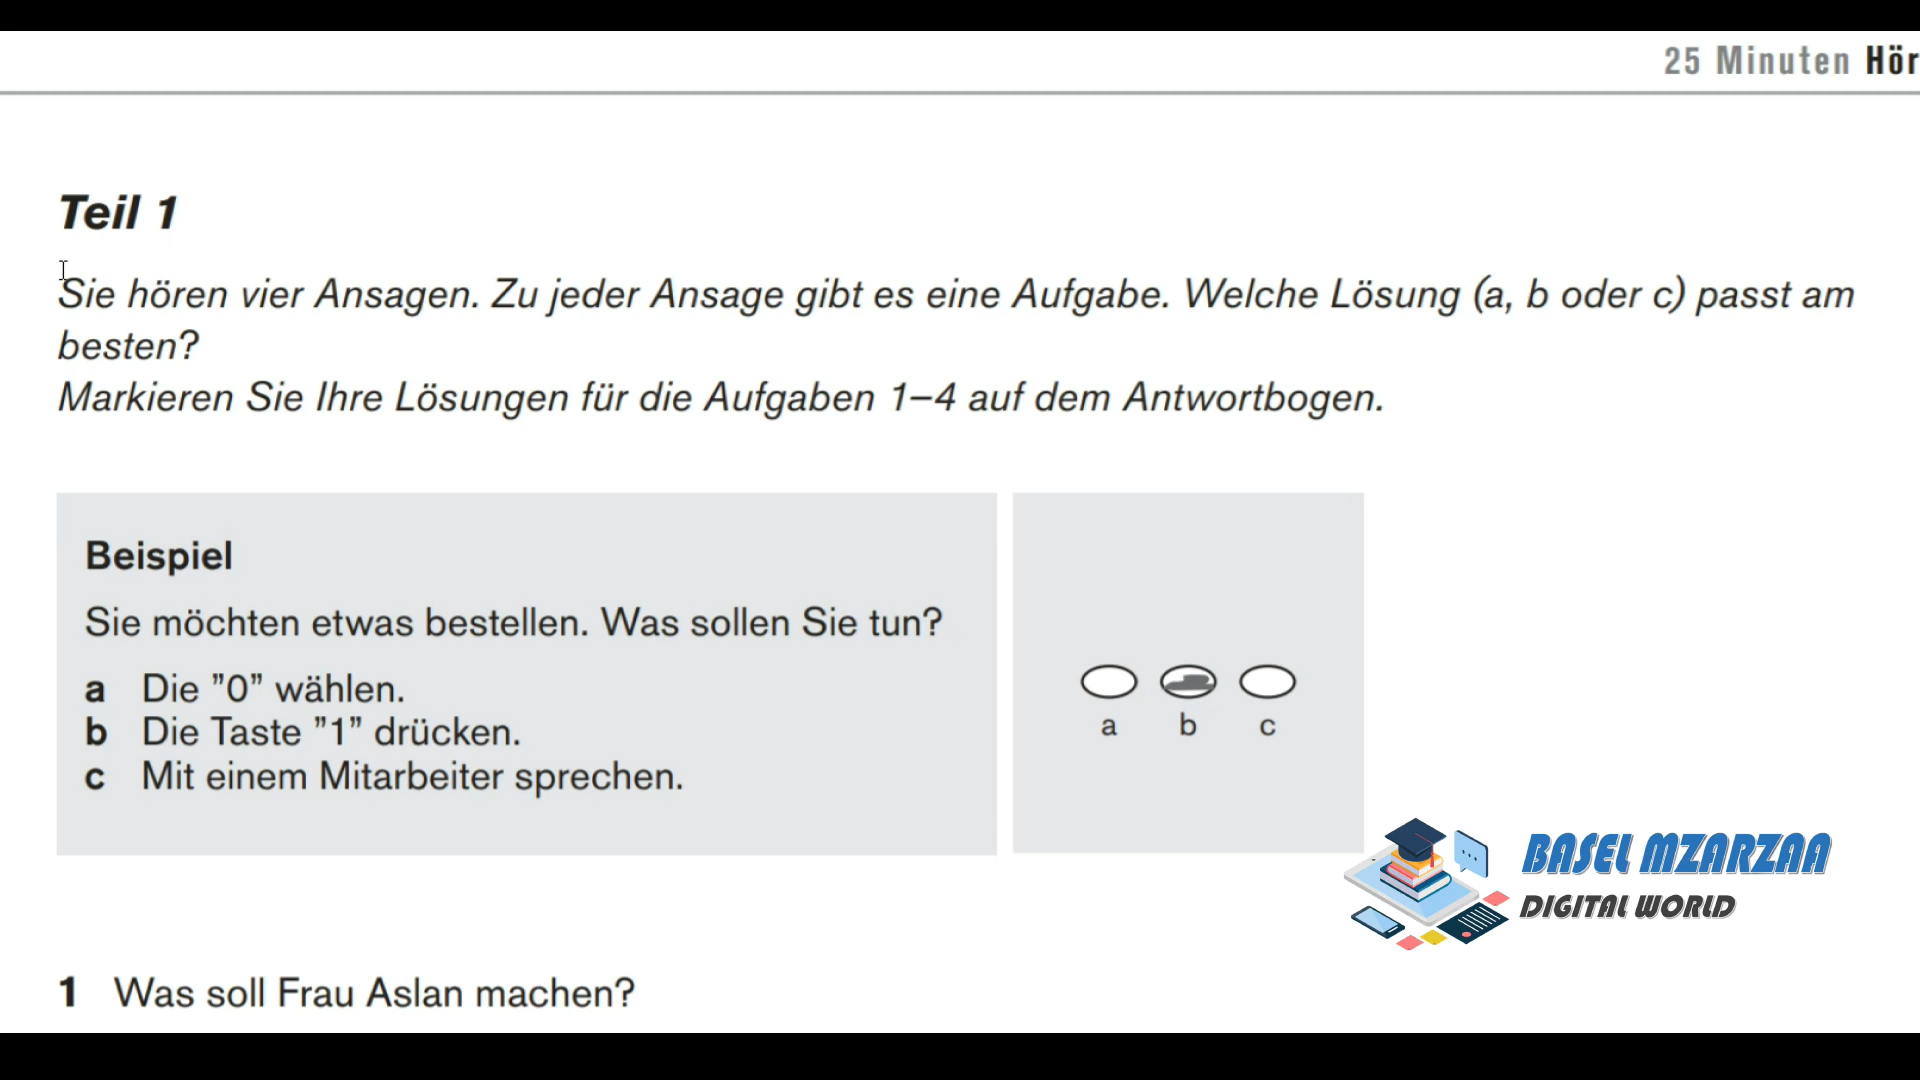 25 Minuten Hör
Teil 1
Sie hören vier Ansagen. Zu jeder Ansage gibt es eine Aufgabe. Welche Lösung (a, b oder c) passt am
besten?
Markieren Sie Ihre Lösungen für die Aufgaben 1–4 auf dem Antwortbogen.
Beispiel
Sie möchten etwas bestellen. Was sollen Sie tun?
a Die ”0” wählen.
b Die Taste ”1” drücken.
c Mit einem Mitarbeiter sprechen.
a b c
BASEL MZARZAA
DIGITAL WORLD
1 Was soll Frau Aslan machen?